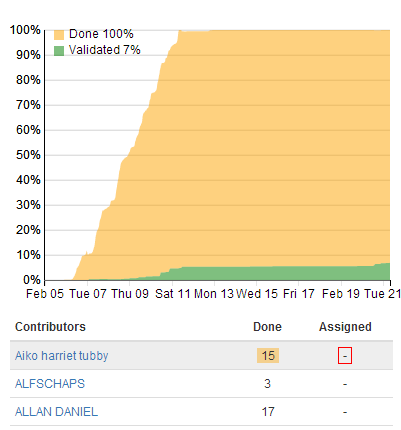 Done 100%
Validated 7%
100%
90%
80%
70%
60%
50%
40%
30%
20%
10%
0%
Feb 05 Tue 07 Thu 09 Sat 11 Mon 13 Wed 15 Fri 17 Feb 19 Tue 21
Contributors Done Assigned
Aiko harriet tubby 15 -
ALFSCHAPS 3 -
ALLAN DANIEL 17 -